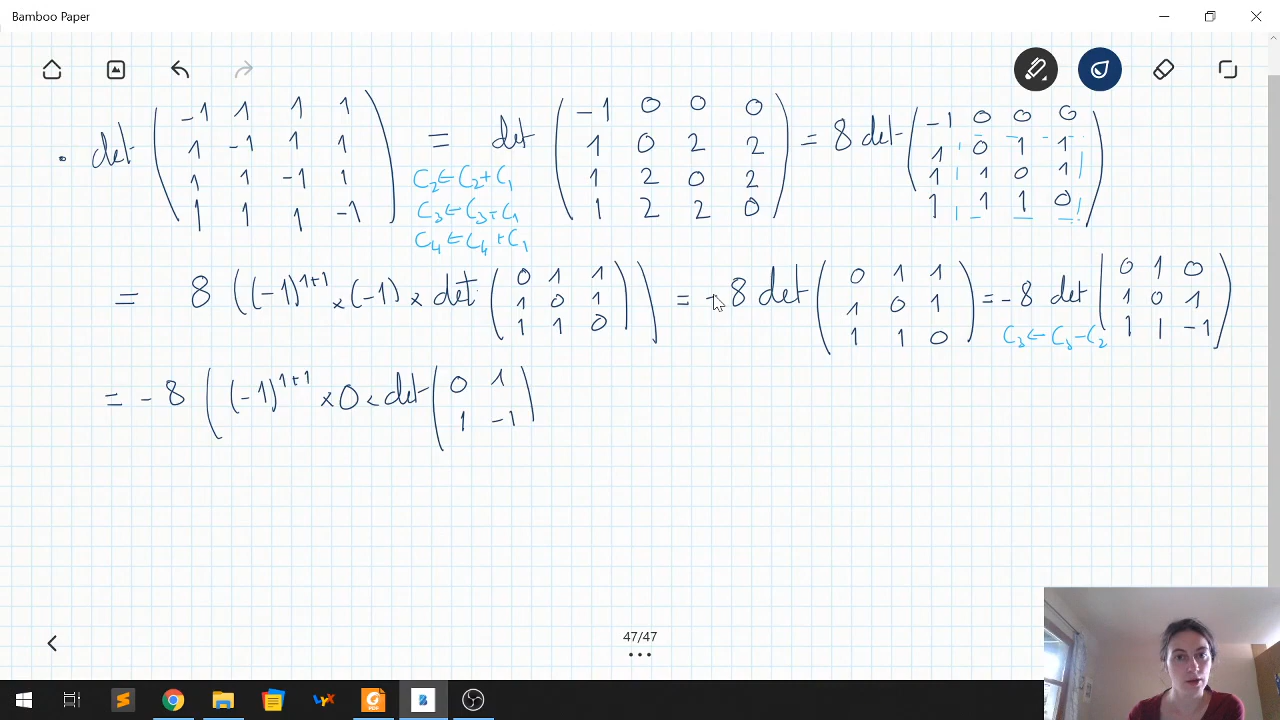 Bamboo Paper
• det (-1 1 1 1 ; 1 -1 1 1 ; 1 1 -1 1 ; 1 1 1 -1) = det (-1 0 0 0 ; 1 0 2 2 ; 1 2 0 2 ; 1 2 2 0) = 8 det (-1 0 0 0 ; 1 0 1 1 ; 1 1 0 1 ; 1 1 1 0)
C₂ ← C₂ + C₁
C₃ ← C₃ + C₁
C₄ ← C₄ + C₁
= 8 ((-1)¹⁺¹ × (-1) × det (0 1 1 ; 1 0 1 ; 1 1 0)) = -8 det (0 1 1 ; 1 0 1 ; 1 1 0) = -8 det (0 1 0 ; 1 0 1 ; 1 1 -1)
C₃ ← C₃ - C₂
= -8 ((-1)¹⁺¹ × 0 × det (0 1 ; 1 -1)
47/47